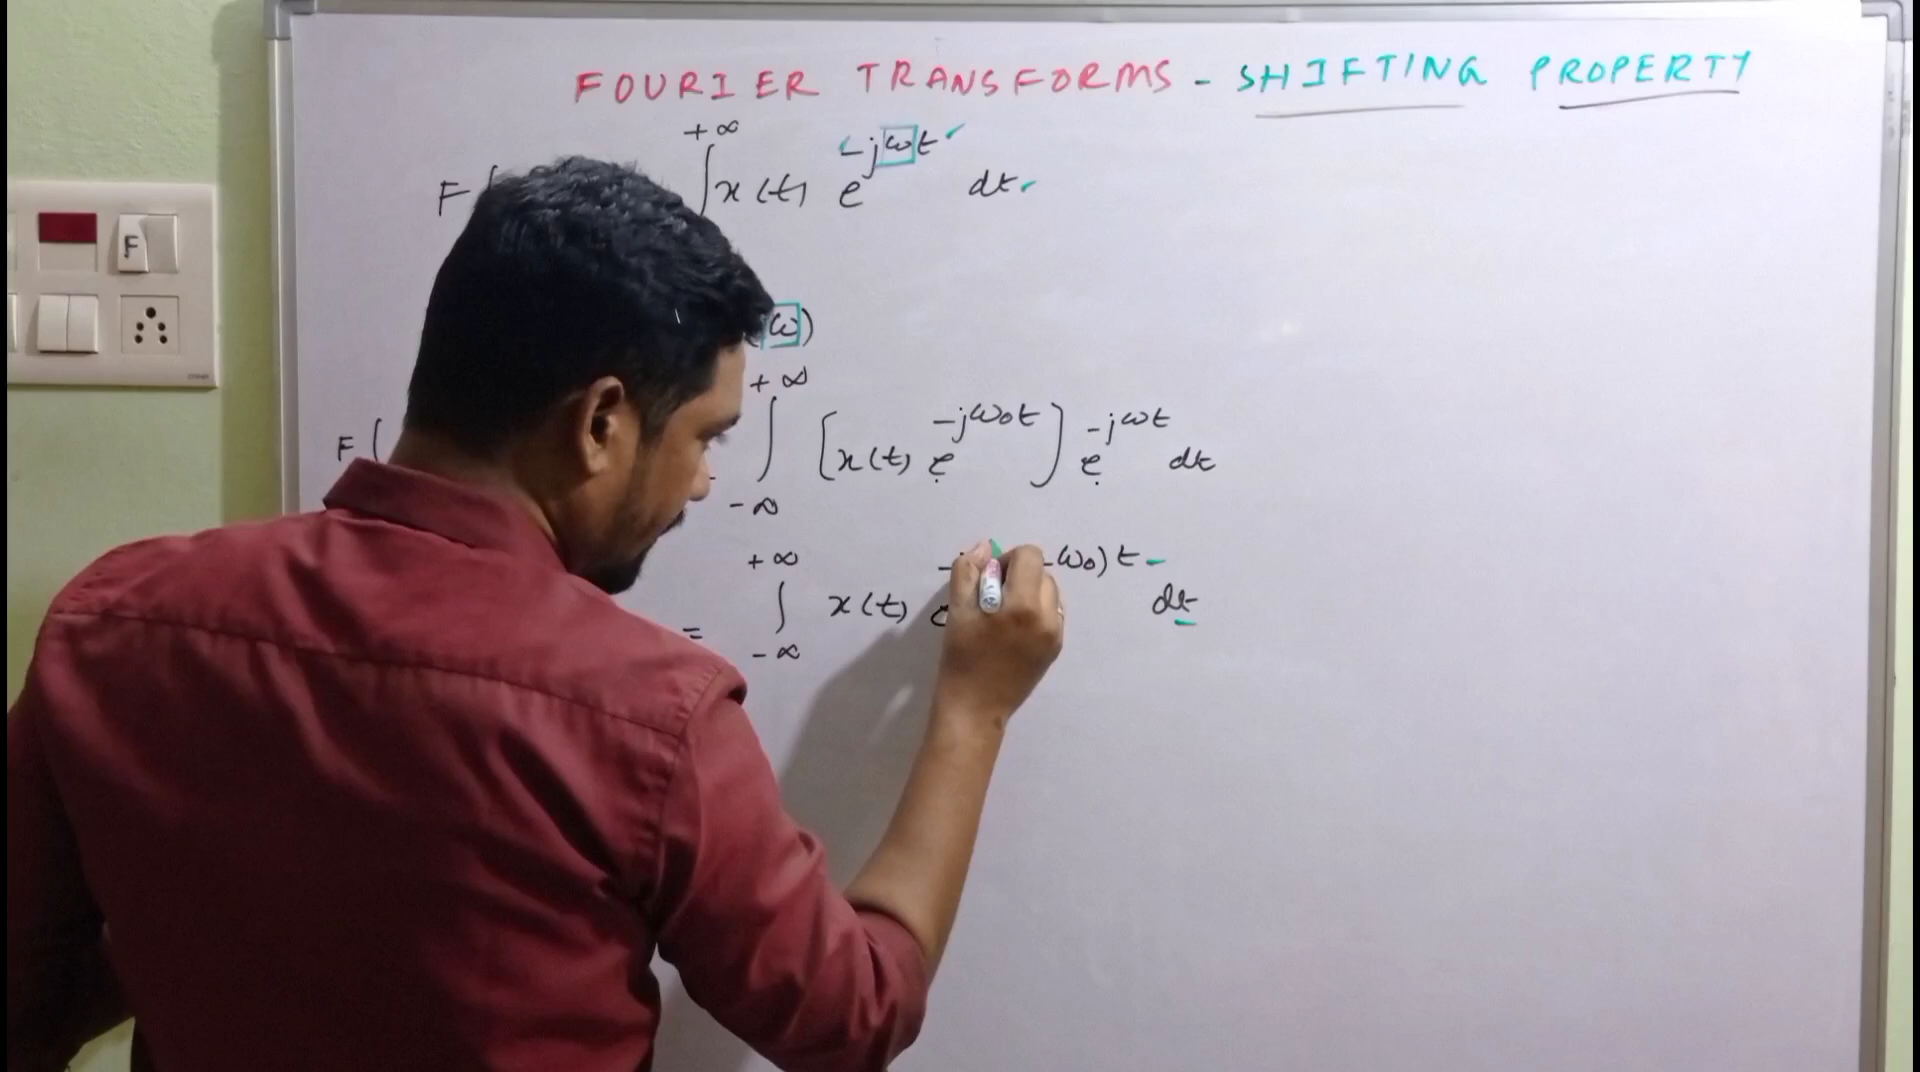 FOURIER TRANSFORMS - SHIFTING PROPERTY
F( +∞ ∫ x(t) e -jωt dt
ω)
F( +∞ ∫ -∞ [x(t) e -jω₀t] e -jωt dt
= +∞ ∫ -∞ x(t) e - ω₀)t dt
F